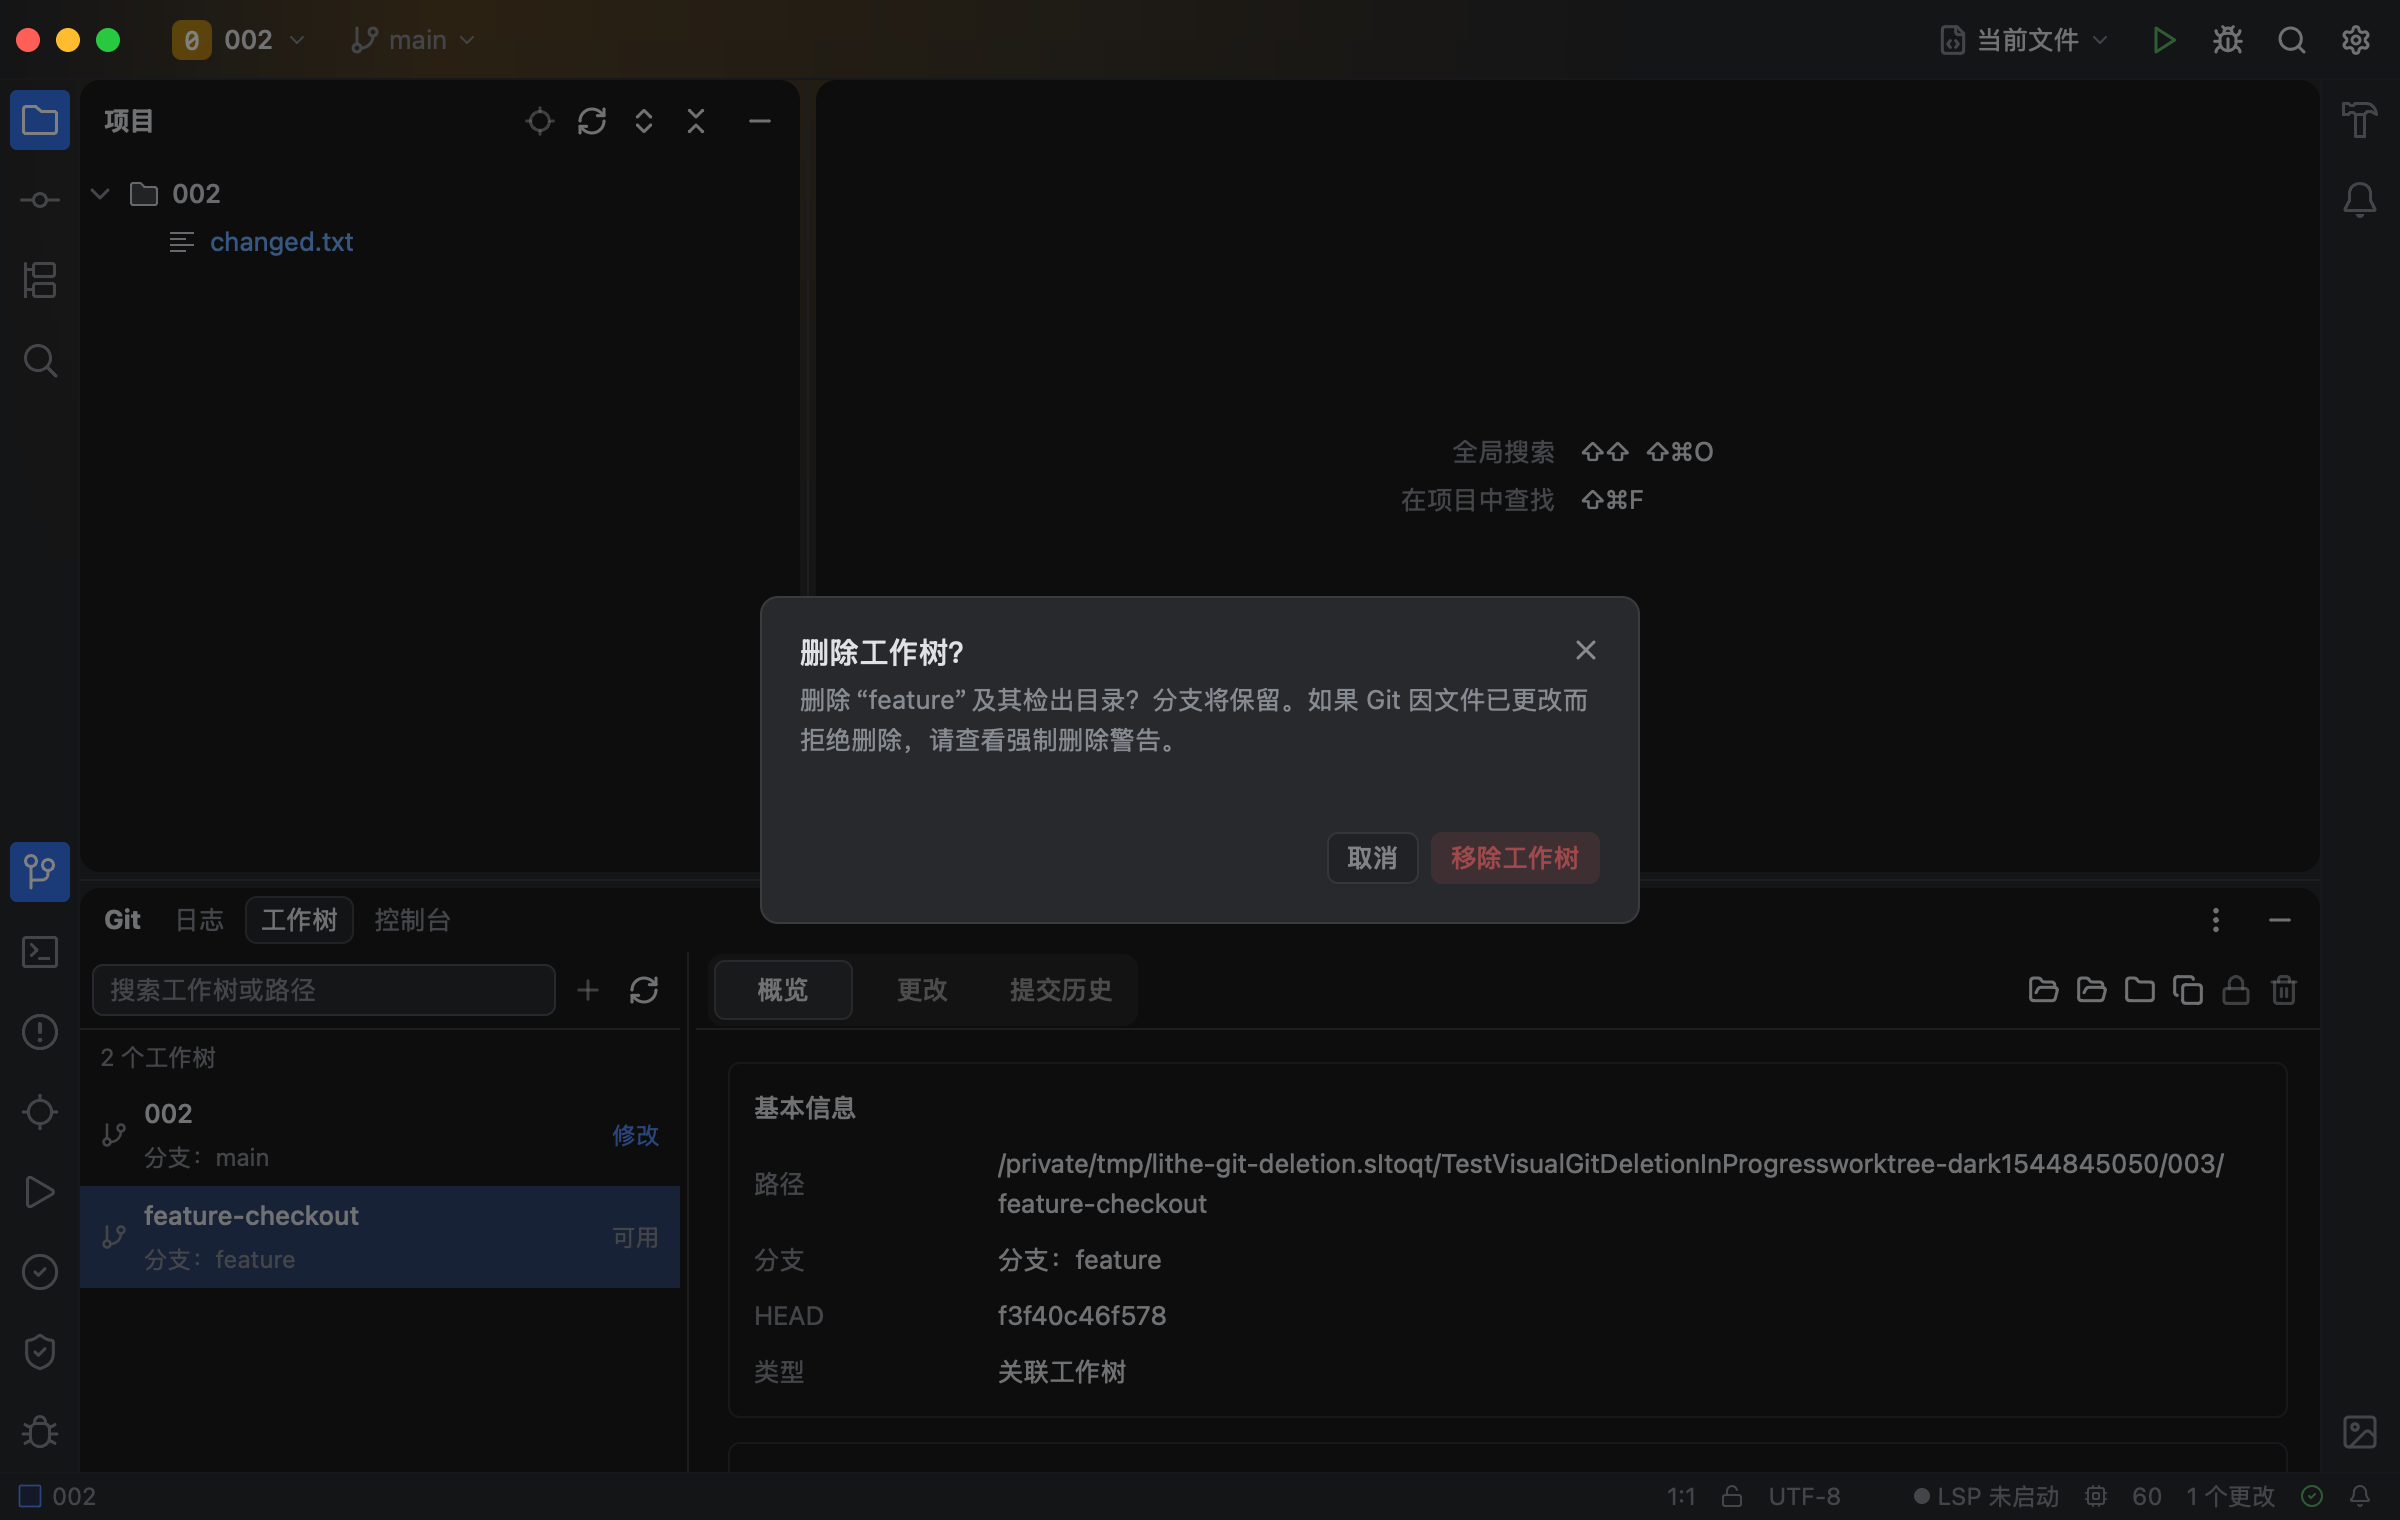 0 002 main 当前文件
项目
002
changed.txt
全局搜索 ⇧⇧ ⇧⌘O
在项目中查找 ⇧⌘F
删除工作树?
删除 “feature” 及其检出目录？分支将保留。如果 Git 因文件已更改而
拒绝删除，请查看强制删除警告。
取消 移除工作树
Git 日志 工作树 控制台
搜索工作树或路径
概览 更改 提交历史
2 个工作树
002
分支：main
修改
feature-checkout
分支：feature
可用
基本信息
路径
/private/tmp/lithe-git-deletion.sItoqt/TestVisualGitDeletionInProgressworktree-dark1544845050/003/
feature-checkout
分支 分支：feature
HEAD f3f40c46f578
类型 关联工作树
002 1:1 UTF-8 LSP 未启动 60 1 个更改